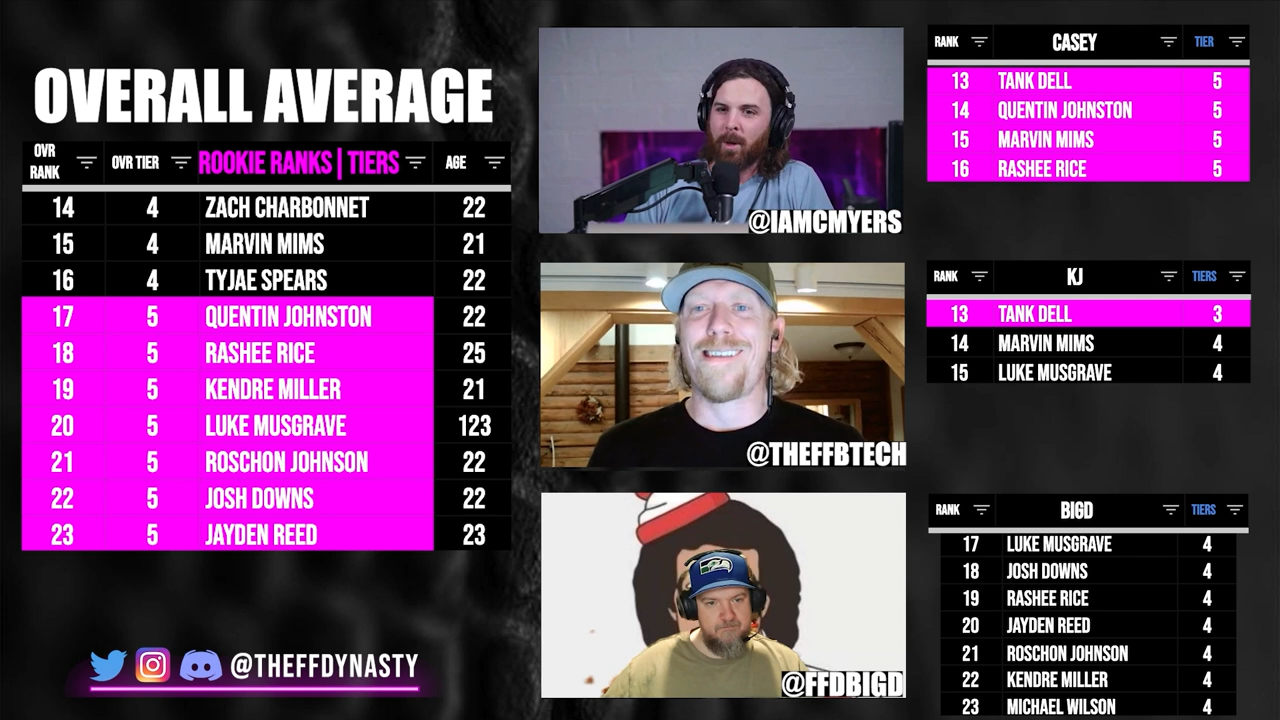 OVERALL AVERAGE
OVR RANK OVR TIER ROOKIE RANKS | TIERS AGE
14 4 ZACH CHARBONNET 22
15 4 MARVIN MIMS 21
16 4 TYJAE SPEARS 22
17 5 QUENTIN JOHNSTON 22
18 5 RASHEE RICE 25
19 5 KENDRE MILLER 21
20 5 LUKE MUSGRAVE 123
21 5 ROSCHON JOHNSON 22
22 5 JOSH DOWNS 22
23 5 JAYDEN REED 23
@THEFFDYNASTY
@IAMCMYERS
@THEFFBTECH
@FFDBIGD
RANK CASEY TIER
13 TANK DELL 5
14 QUENTIN JOHNSTON 5
15 MARVIN MIMS 5
16 RASHEE RICE 5
RANK KJ TIERS
13 TANK DELL 3
14 MARVIN MIMS 4
15 LUKE MUSGRAVE 4
RANK BIGD TIERS
17 LUKE MUSGRAVE 4
18 JOSH DOWNS 4
19 RASHEE RICE 4
20 JAYDEN REED 4
21 ROSCHON JOHNSON 4
22 KENDRE MILLER 4
23 MICHAEL WILSON 4